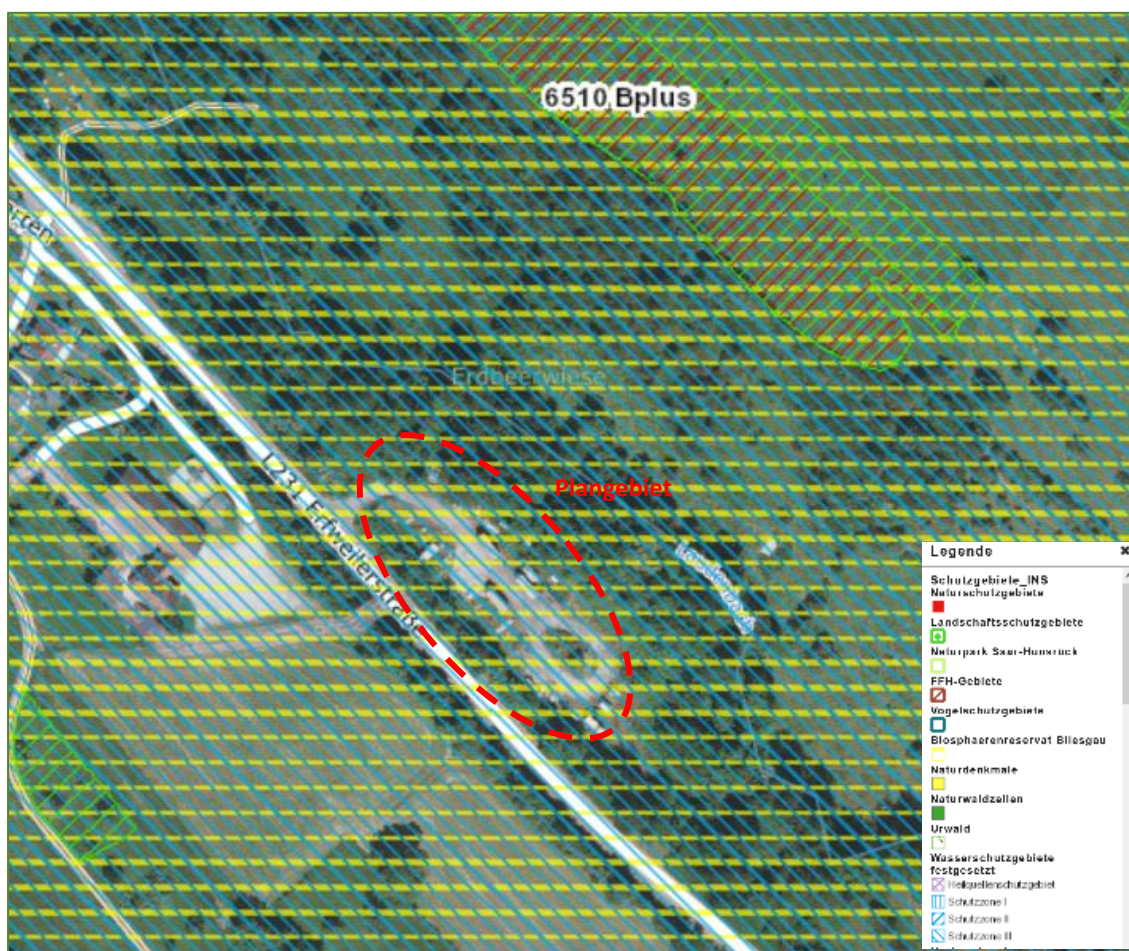 6510 Bplus
Erdbeerwiese
Plangebiet
L231 Erfweilerstraße
Legende
Schutzgebiete_INS
Naturschutzgebiete
Landschaftsschutzgebiete
Naturpark Saar-Hunsrück
FFH-Gebiete
Vogelschutzgebiete
Biosphaerenreservat Bliesgau
Naturdenkmale
Naturwaldzellen
Urwald
Wasserschutzgebiete
festgesetzt
Heilquellenschutzgebiet
Schutzzone I
Schutzzone II
Schutzzone III